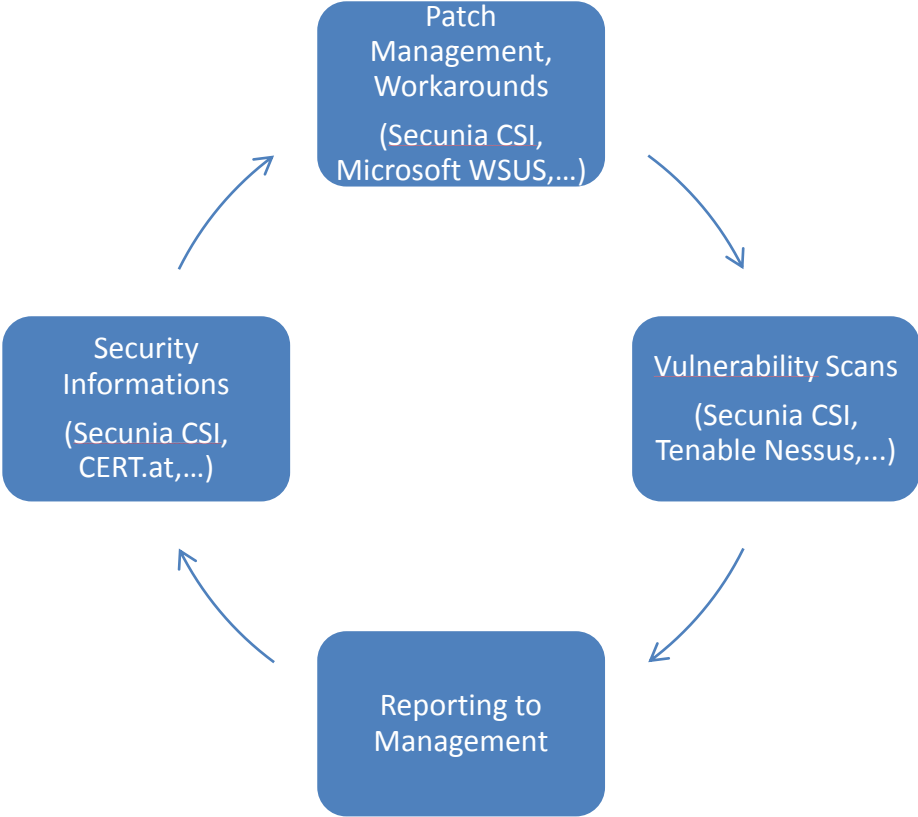 Patch
Management,
Workarounds
(Secunia CSI,
Microsoft WSUS,...)
Security
Informations
(Secunia CSI,
CERT.at,...)
Vulnerability Scans
(Secunia CSI,
Tenable Nessus,...)
Reporting to
Management